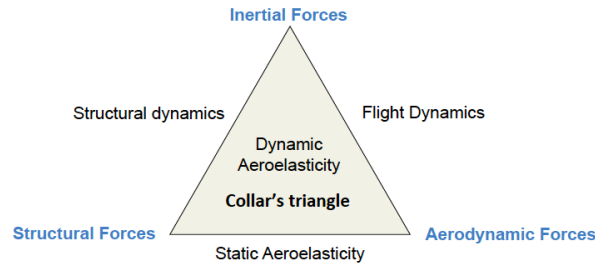 Inertial Forces
Structural dynamics
Flight Dynamics
Dynamic
Aeroelasticity
Collar's triangle
Structural Forces
Aerodynamic Forces
Static Aeroelasticity